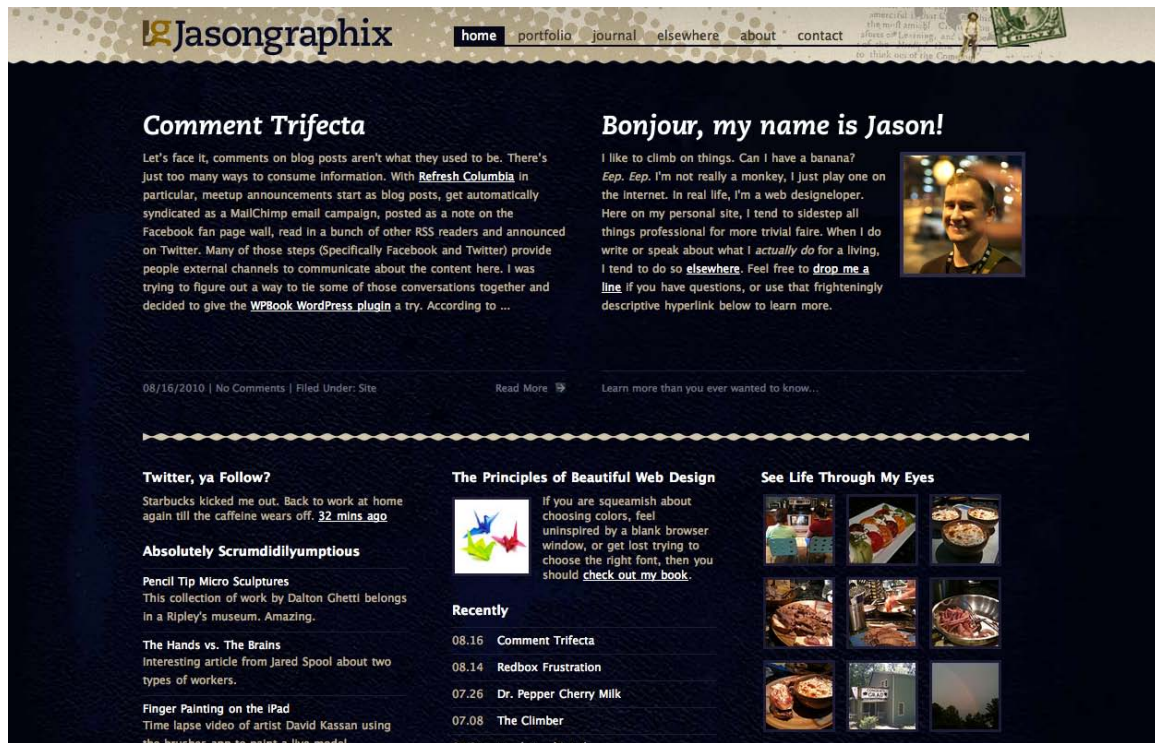 Jasongraphix
home portfolio journal elsewhere about contact
Comment Trifecta
Let's face it, comments on blog posts aren't what they used to be. There's
just too many ways to consume information. With Refresh Columbia in
particular, meetup announcements start as blog posts, get automatically
syndicated as a MailChimp email campaign, posted as a note on the
Facebook fan page wall, read in a bunch of other RSS readers and announced
on Twitter. Many of those steps (Specifically Facebook and Twitter) provide
people external channels to communicate about the content here. I was
trying to figure out a way to tie some of those conversations together and
decided to give the WPBook WordPress plugin a try. According to ...
08/16/2010 | No Comments | Filed Under: Site
Read More
Bonjour, my name is Jason!
I like to climb on things. Can I have a banana?
Eep. Eep. I'm not really a monkey, I just play one on
the internet. In real life, I'm a web designeloper.
Here on my personal site, I tend to sidestep all
things professional for more trivial faire. When I do
write or speak about what I actually do for a living,
I tend to do so elsewhere. Feel free to drop me a
line if you have questions, or use that frighteningly
descriptive hyperlink below to learn more.
Learn more than you ever wanted to know...
Twitter, ya Follow?
Starbucks kicked me out. Back to work at home
again till the caffeine wears off. 32 mins ago
Absolutely Scrumdidilyumptious
Pencil Tip Micro Sculptures
This collection of work by Dalton Ghetti belongs
in a Ripley's museum. Amazing.
The Hands vs. The Brains
Interesting article from Jared Spool about two
types of workers.
Finger Painting on the iPad
Time lapse video of artist David Kassan using
The Principles of Beautiful Web Design
If you are squeamish about
choosing colors, feel
uninspired by a blank browser
window, or get lost trying to
choose the right font, then you
should check out my book.
Recently
08.16 Comment Trifecta
08.14 Redbox Frustration
07.26 Dr. Pepper Cherry Milk
07.08 The Climber
See Life Through My Eyes